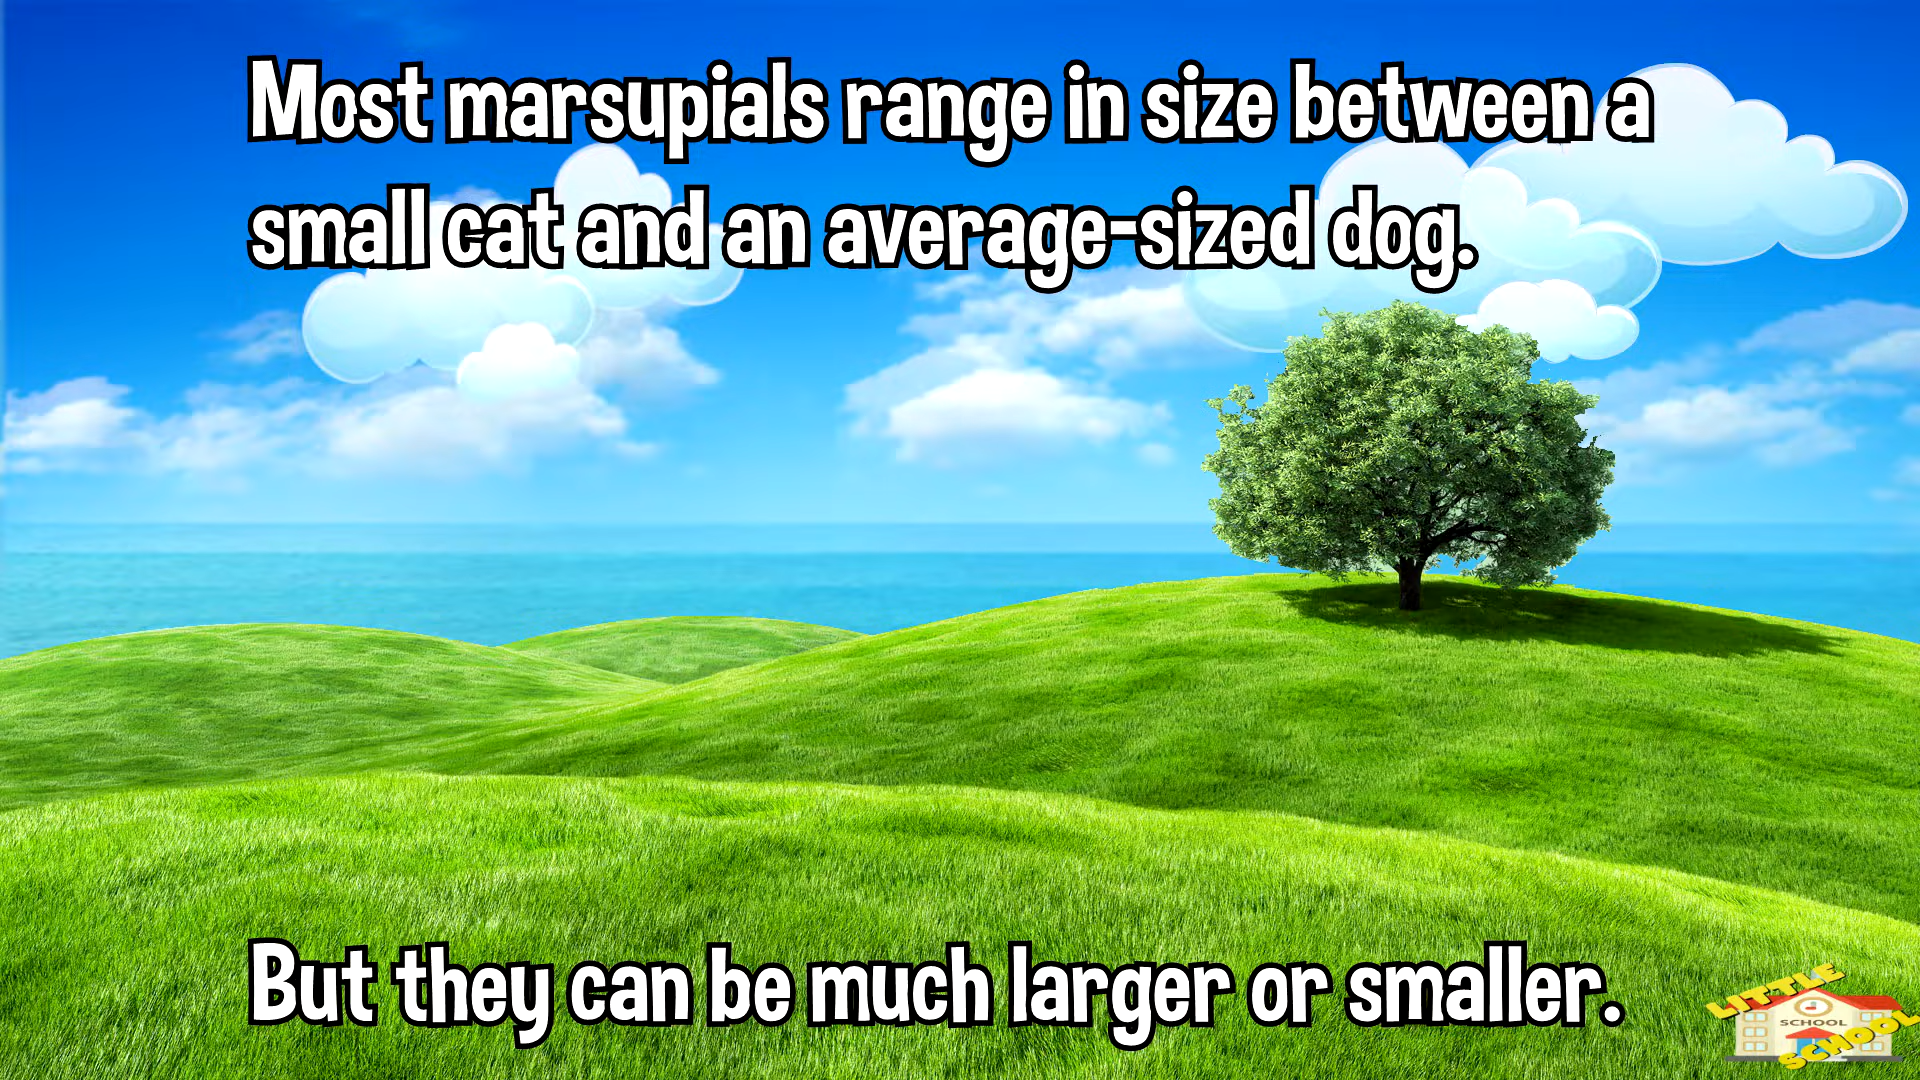 Most marsupials range in size between a
small cat and an average-sized dog.
But they can be much larger or smaller.
LITTLE
SCHOOL
SCHOOL